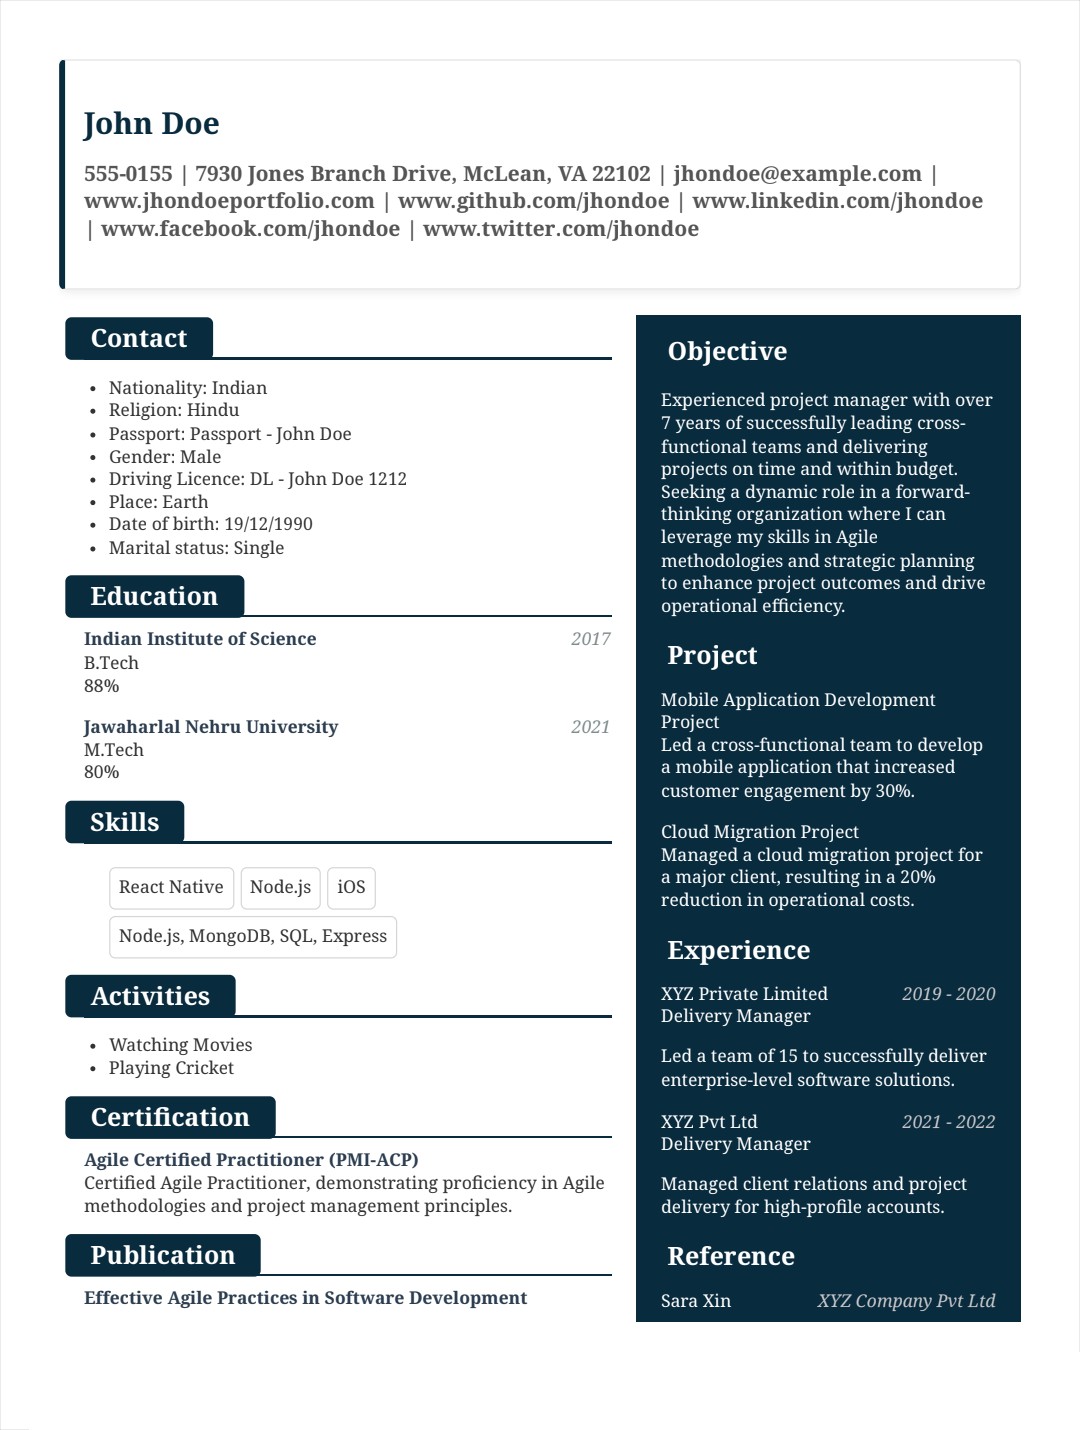 John Doe
555-0155 | 7930 Jones Branch Drive, McLean, VA 22102 | jhondoe@example.com |
www.jhondoeportfolio.com | www.github.com/jhondoe | www.linkedin.com/jhondoe
| www.facebook.com/jhondoe | www.twitter.com/jhondoe
Contact
• Nationality: Indian
• Religion: Hindu
• Passport: Passport - John Doe
• Gender: Male
• Driving Licence: DL - John Doe 1212
• Place: Earth
• Date of birth: 19/12/1990
• Marital status: Single
Education
Indian Institute of Science 2017
B.Tech
88%
Jawaharlal Nehru University 2021
M.Tech
80%
Skills
React Native Node.js iOS
Node.js, MongoDB, SQL, Express
Activities
• Watching Movies
• Playing Cricket
Certification
Agile Certified Practitioner (PMI-ACP)
Certified Agile Practitioner, demonstrating proficiency in Agile
methodologies and project management principles.
Publication
Effective Agile Practices in Software Development
Objective
Experienced project manager with over
7 years of successfully leading cross-
functional teams and delivering
projects on time and within budget.
Seeking a dynamic role in a forward-
thinking organization where I can
leverage my skills in Agile
methodologies and strategic planning
to enhance project outcomes and drive
operational efficiency.
Project
Mobile Application Development
Project
Led a cross-functional team to develop
a mobile application that increased
customer engagement by 30%.
Cloud Migration Project
Managed a cloud migration project for
a major client, resulting in a 20%
reduction in operational costs.
Experience
XYZ Private Limited 2019 - 2020
Delivery Manager
Led a team of 15 to successfully deliver
enterprise-level software solutions.
XYZ Pvt Ltd 2021 - 2022
Delivery Manager
Managed client relations and project
delivery for high-profile accounts.
Reference
Sara Xin XYZ Company Pvt Ltd